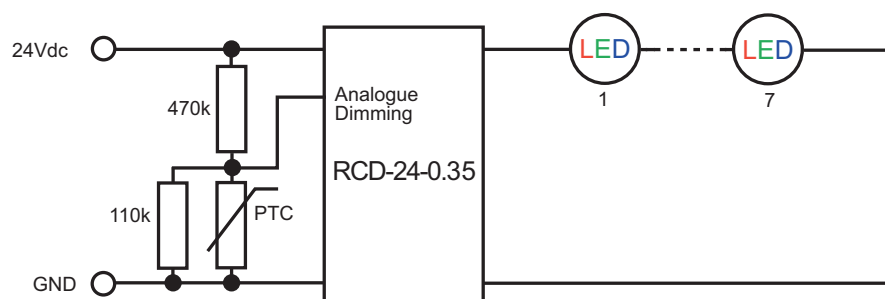 24Vdc
470k
Analogue
Dimming
RCD-24-0.35
110k
PTC
GND
LED
1
LED
7